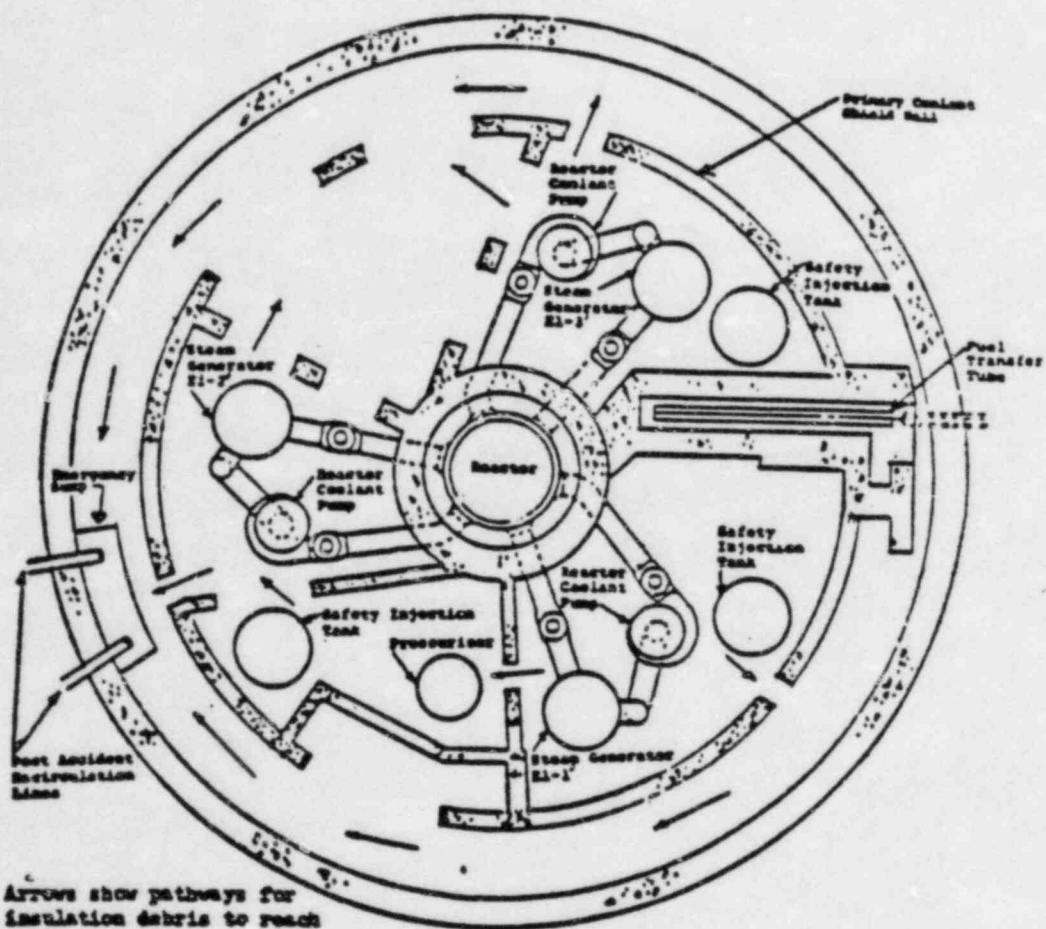 Primary Coolant
Shield Wall
Reactor
Coolant
Pump
Safety
Injection
Tank
Steam
Generator
E1-1'
Fuel
Transfer
Tube
Steam
Generator
E1-2'
Reactor
Reactor
Coolant
Pump
Emergency
Sump
Safety
Injection
Tank
Reactor
Coolant
Pump
Safety Injection
Tank
Pressurizer
Steam Generator
E1-1'
Post Accident
Recirculation
Lines
Arrows show pathways for
insulation debris to reach